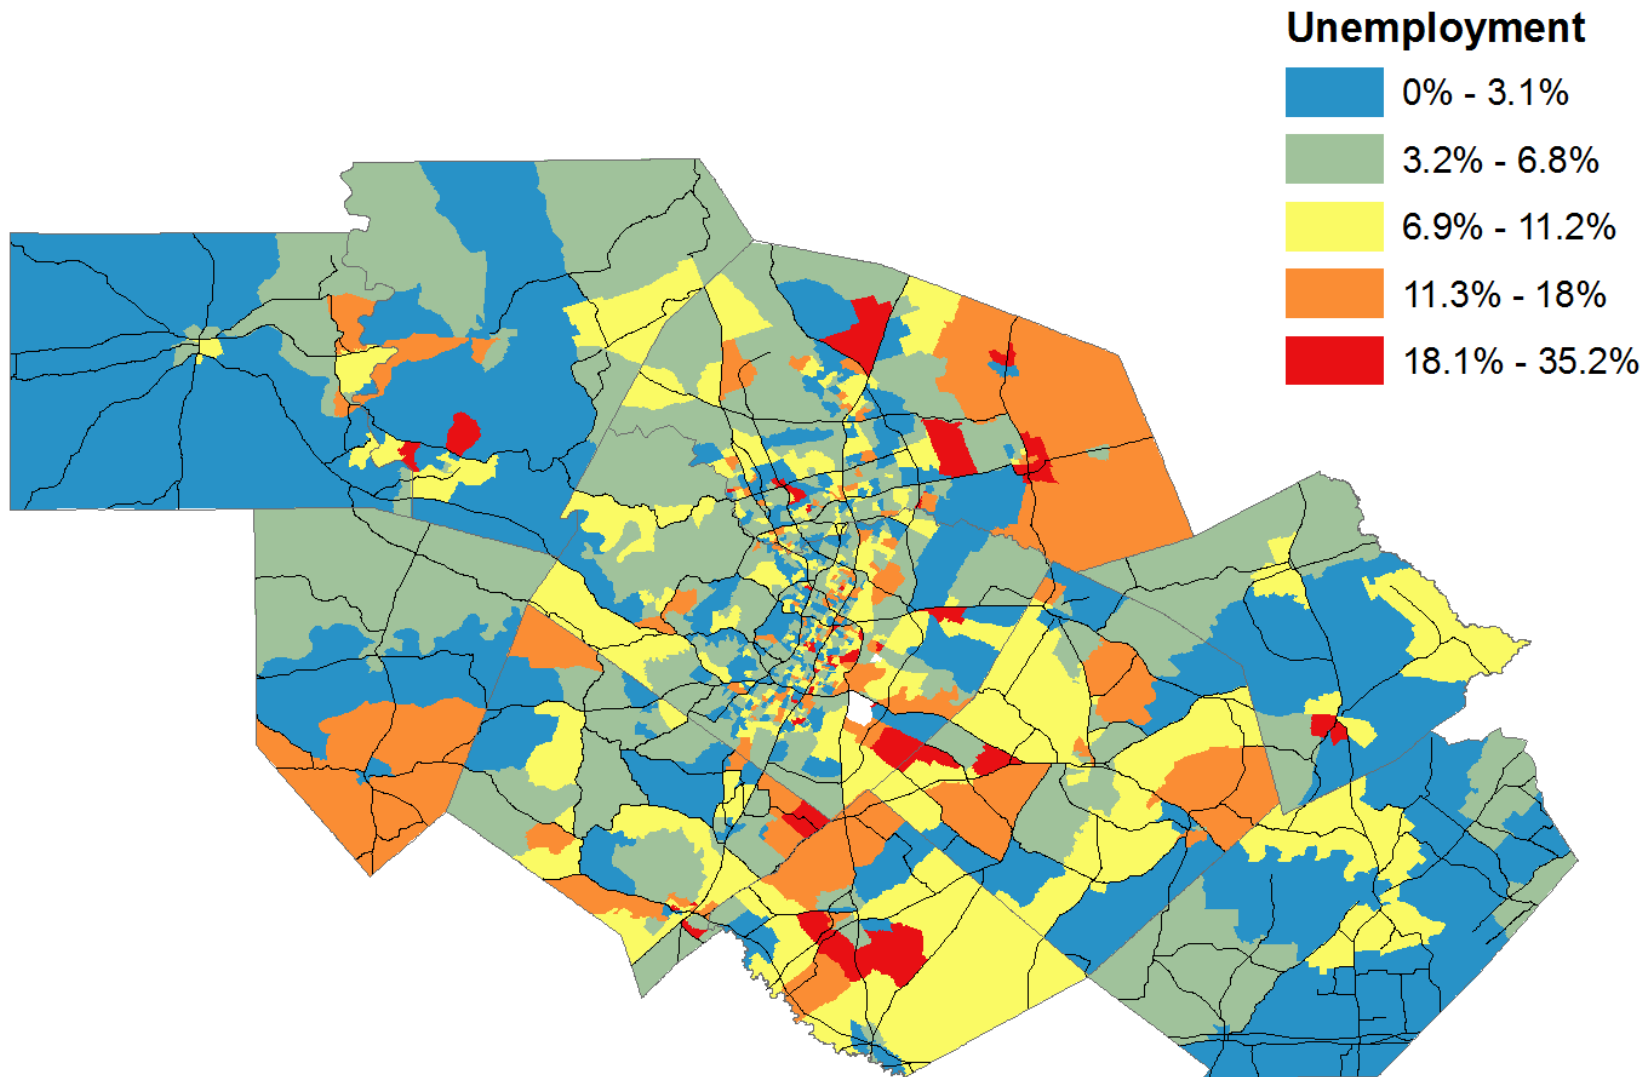 Unemployment
0% - 3.1%
3.2% - 6.8%
6.9% - 11.2%
11.3% - 18%
18.1% - 35.2%